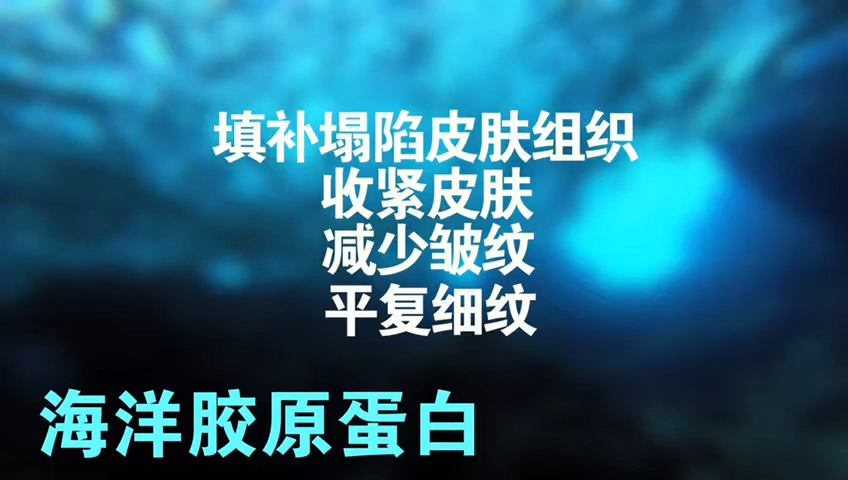 填补塌陷皮肤组织
收紧皮肤
减少皱纹
平复细纹
海洋胶原蛋白